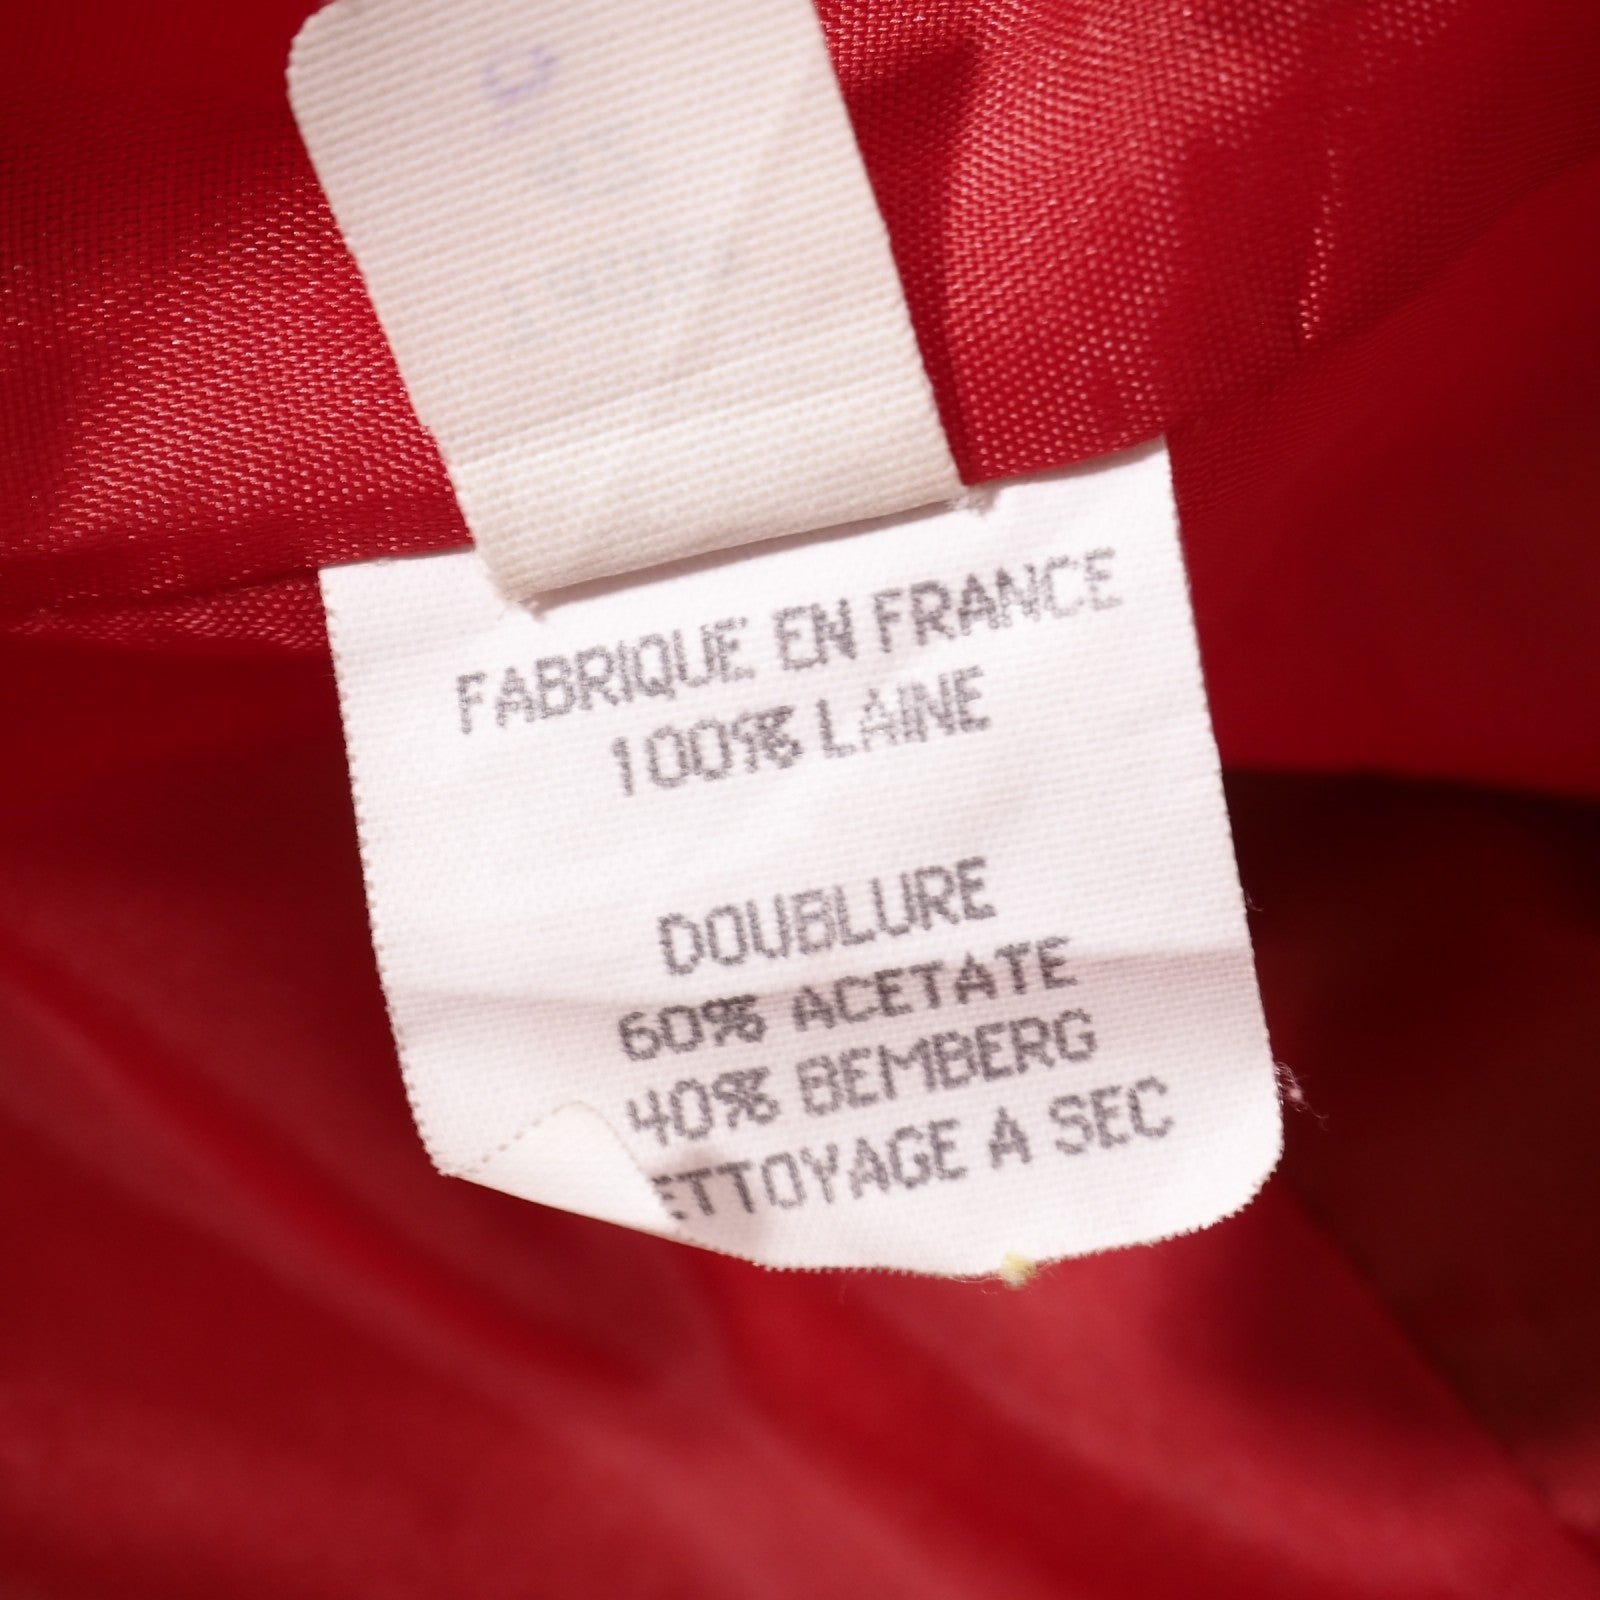 FABRIQUE EN FRANCE
100% LAINE
DOUBLURE
60% ACETATE
40% BEMBERG
ETTOYAGE A SEC